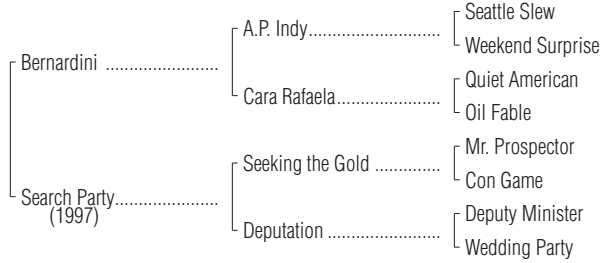 Seattle Slew
A.P. Indy..............................
Weekend Surprise
Bernardini ..........................
Quiet American
Cara Rafaela........................
Oil Fable
Mr. Prospector
Seeking the Gold ...............
Con Game
Search Party........................
(1997)
Deputy Minister
Deputation ..........................
Wedding Party